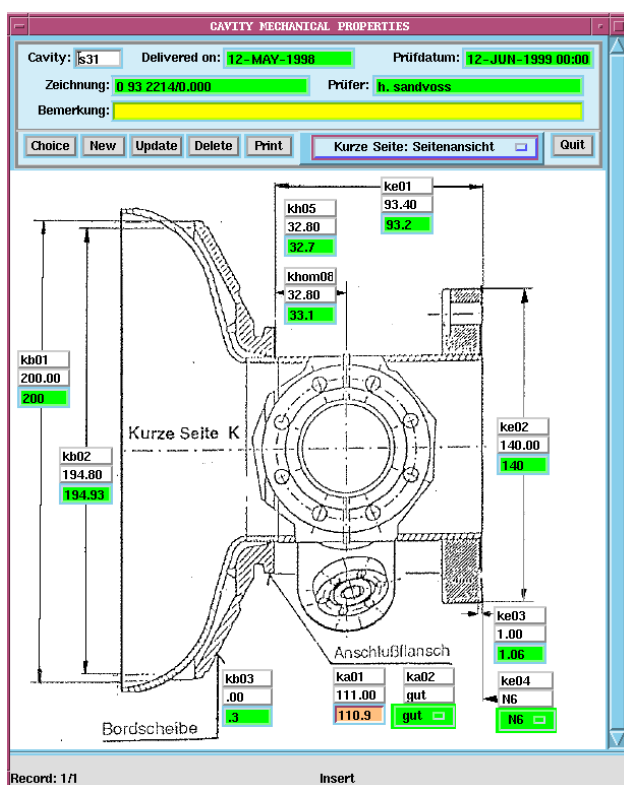 CAVITY MECHANICAL PROPERTIES
Cavity: s31 Delivered on: 12-MAY-1998 Prüfdatum: 12-JUN-1999 00:00
Zeichnung: 0 93 2214/0.000 Prüfer: h. sandvoss
Bemerkung:
Choice New Update Delete Print Kurze Seite: Seitenansicht Quit
ke01
93.40
93.2
kh05
32.80
32.7
khom08
32.80
33.1
kb01
200.00
200
kb02
194.80
194.93
Kurze Seite K
ke02
140.00
140
ke03
1.00
1.06
Anschlußflansch
kb03
.00
.3
ka01
111.00
110.9
ka02
gut
gut
ke04
N6
N6
Bordscheibe
Record: 1/1 Insert